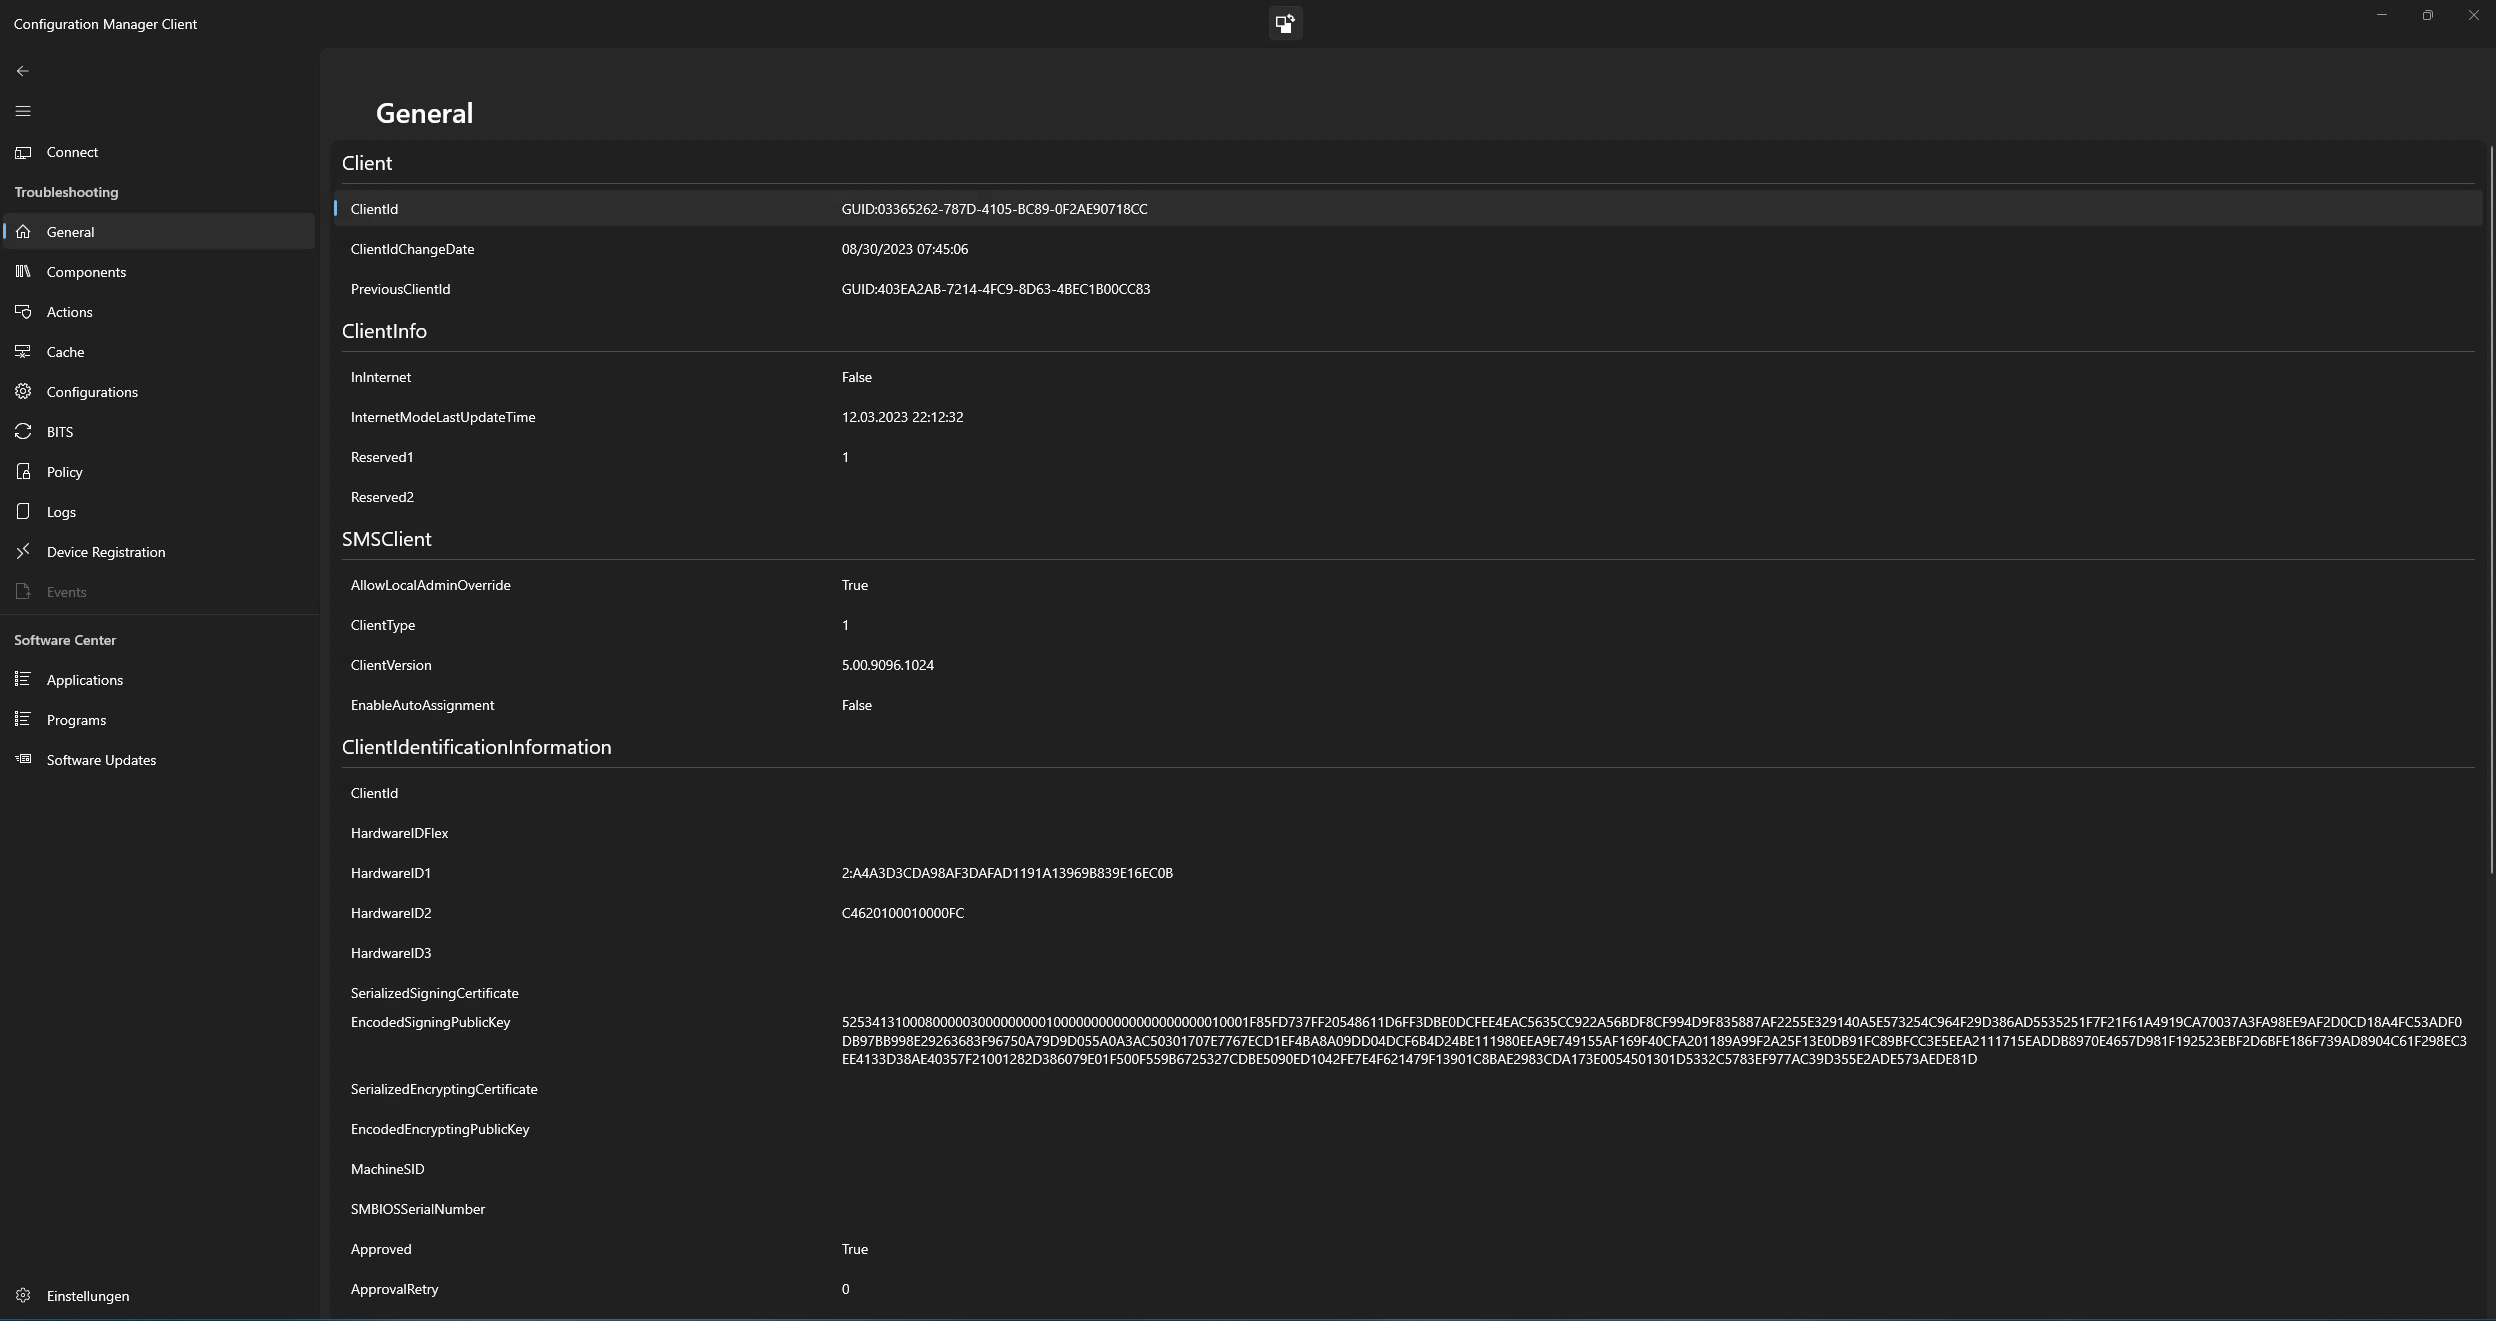 Configuration Manager Client
Connect
Troubleshooting
General
Components
Actions
Cache
Configurations
BITS
Policy
Logs
Device Registration
Events
Software Center
Applications
Programs
Software Updates
Einstellungen
General
Client
ClientId GUID:03365262-787D-4105-BC89-0F2AE90718CC
ClientIdChangeDate 08/30/2023 07:45:06
PreviousClientId GUID:403EA2AB-7214-4FC9-8D63-4BEC1B00CC83
ClientInfo
InInternet False
InternetModeLastUpdateTime 12.03.2023 22:12:32
Reserved1 1
Reserved2
SMSClient
AllowLocalAdminOverride True
ClientType 1
ClientVersion 5.00.9096.1024
EnableAutoAssignment False
ClientIdentificationInformation
ClientId
HardwareIDFlex
HardwareID1 2:A4A3D3CDA98AF3DAFAD1191A13969B839E16EC0B
HardwareID2 C4620100010000FC
HardwareID3
SerializedSigningCertificate
EncodedSigningPublicKey 525341310008000003000000000100000000000000000000010001F85FD737FF20548611D6FF3DBE0DCFEE4EAC5635CC922A56BDF8CF994D9F835887AF2255E329140A5E573254C964F29D386AD5535251F7F21F61A4919CA70037A3FA98EE9AF2D0CD18A4FC53ADF0
DB97BB998E29263683F96750A79D9D055A0A3AC50301707E7767ECD1EF4BA8A09DD04DCF6B4D24BE111980EEA9E749155AF169F40CFA201189A99F2A25F13E0DB91FC89BFCC3E5EEA2111715EADDB8970E4657D981F192523EBF2D6BFE186F739AD8904C61F298EC3
EE4133D38AE40357F21001282D386079E01F500F559B6725327CDBE5090ED1042FE7E4F621479F13901C8BAE2983CDA173E0054501301D5332C5783EF977AC39D355E2ADE573AEDE81D
SerializedEncryptingCertificate
EncodedEncryptingPublicKey
MachineSID
SMBIOSSerialNumber
Approved True
ApprovalRetry 0